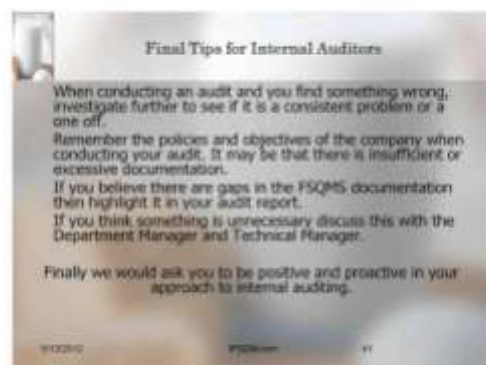 Final Tips for Internal Auditors
When conducting an audit and you find something wrong,
investigate further to see if it is a consistent problem or a
one off.
Remember the policies and objectives of the company when
conducting your audit. It may be that there is insufficient or
excessive documentation.
If you believe there are gaps in the FSQMS documentation
then highlight it in your audit report.
If you think something is unnecessary discuss this with the
Department Manager and Technical Manager.
Finally we would ask you to be positive and proactive in your
approach to internal auditing.